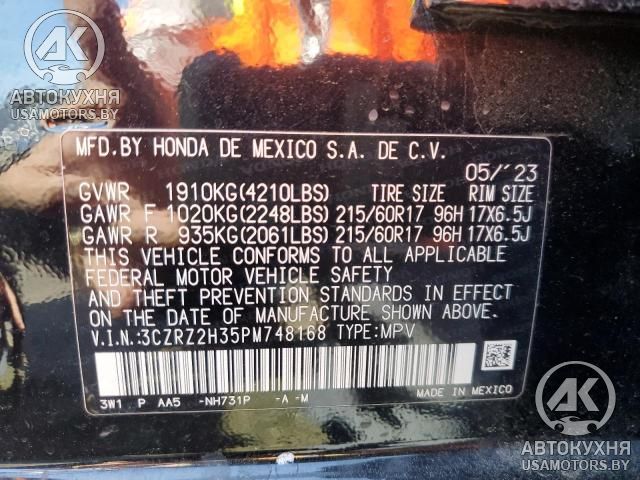 AK
АВТОКУХНЯ
USAMOTORS.BY
MFD.BY HONDA DE MEXICO S.A. DE C.V.
05/'23
GVWR 1910KG(4210LBS) TIRE SIZE RIM SIZE
GAWR F 1020KG(2248LBS) 215/60R17 96H 17X6.5J
GAWR R 935KG(2061LBS) 215/60R17 96H 17X6.5J
THIS VEHICLE CONFORMS TO ALL APPLICABLE
FEDERAL MOTOR VEHICLE SAFETY
AND THEFT PREVENTION STANDARDS IN EFFECT
ON THE DATE OF MANUFACTURE SHOWN ABOVE.
V.I.N.:3CZRZ2H35PM748168 TYPE:MPV
3W1 P AA5 -NH731P -A -M
MADE IN MEXICO
AK
АВТОКУХНЯ
USAMOTORS.BY